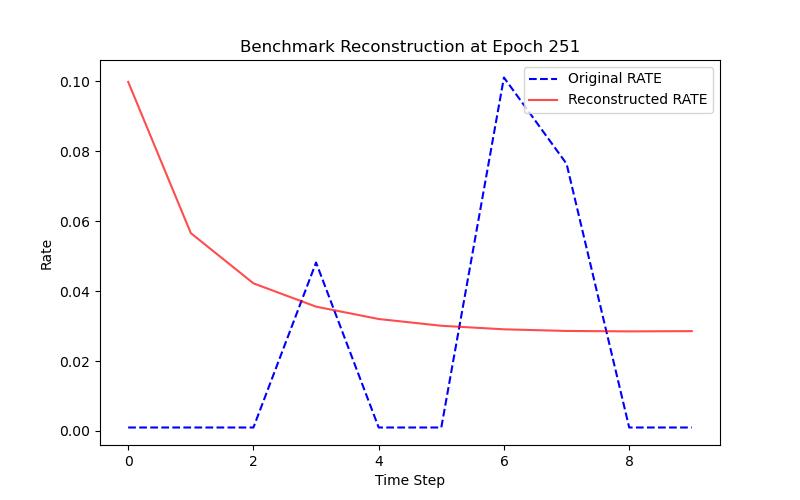 Benchmark Reconstruction at Epoch 251
Original RATE
Reconstructed RATE
0.10
0.08
0.06
0.04
0.02
0.00
Rate
0 2 4 6 8
Time Step